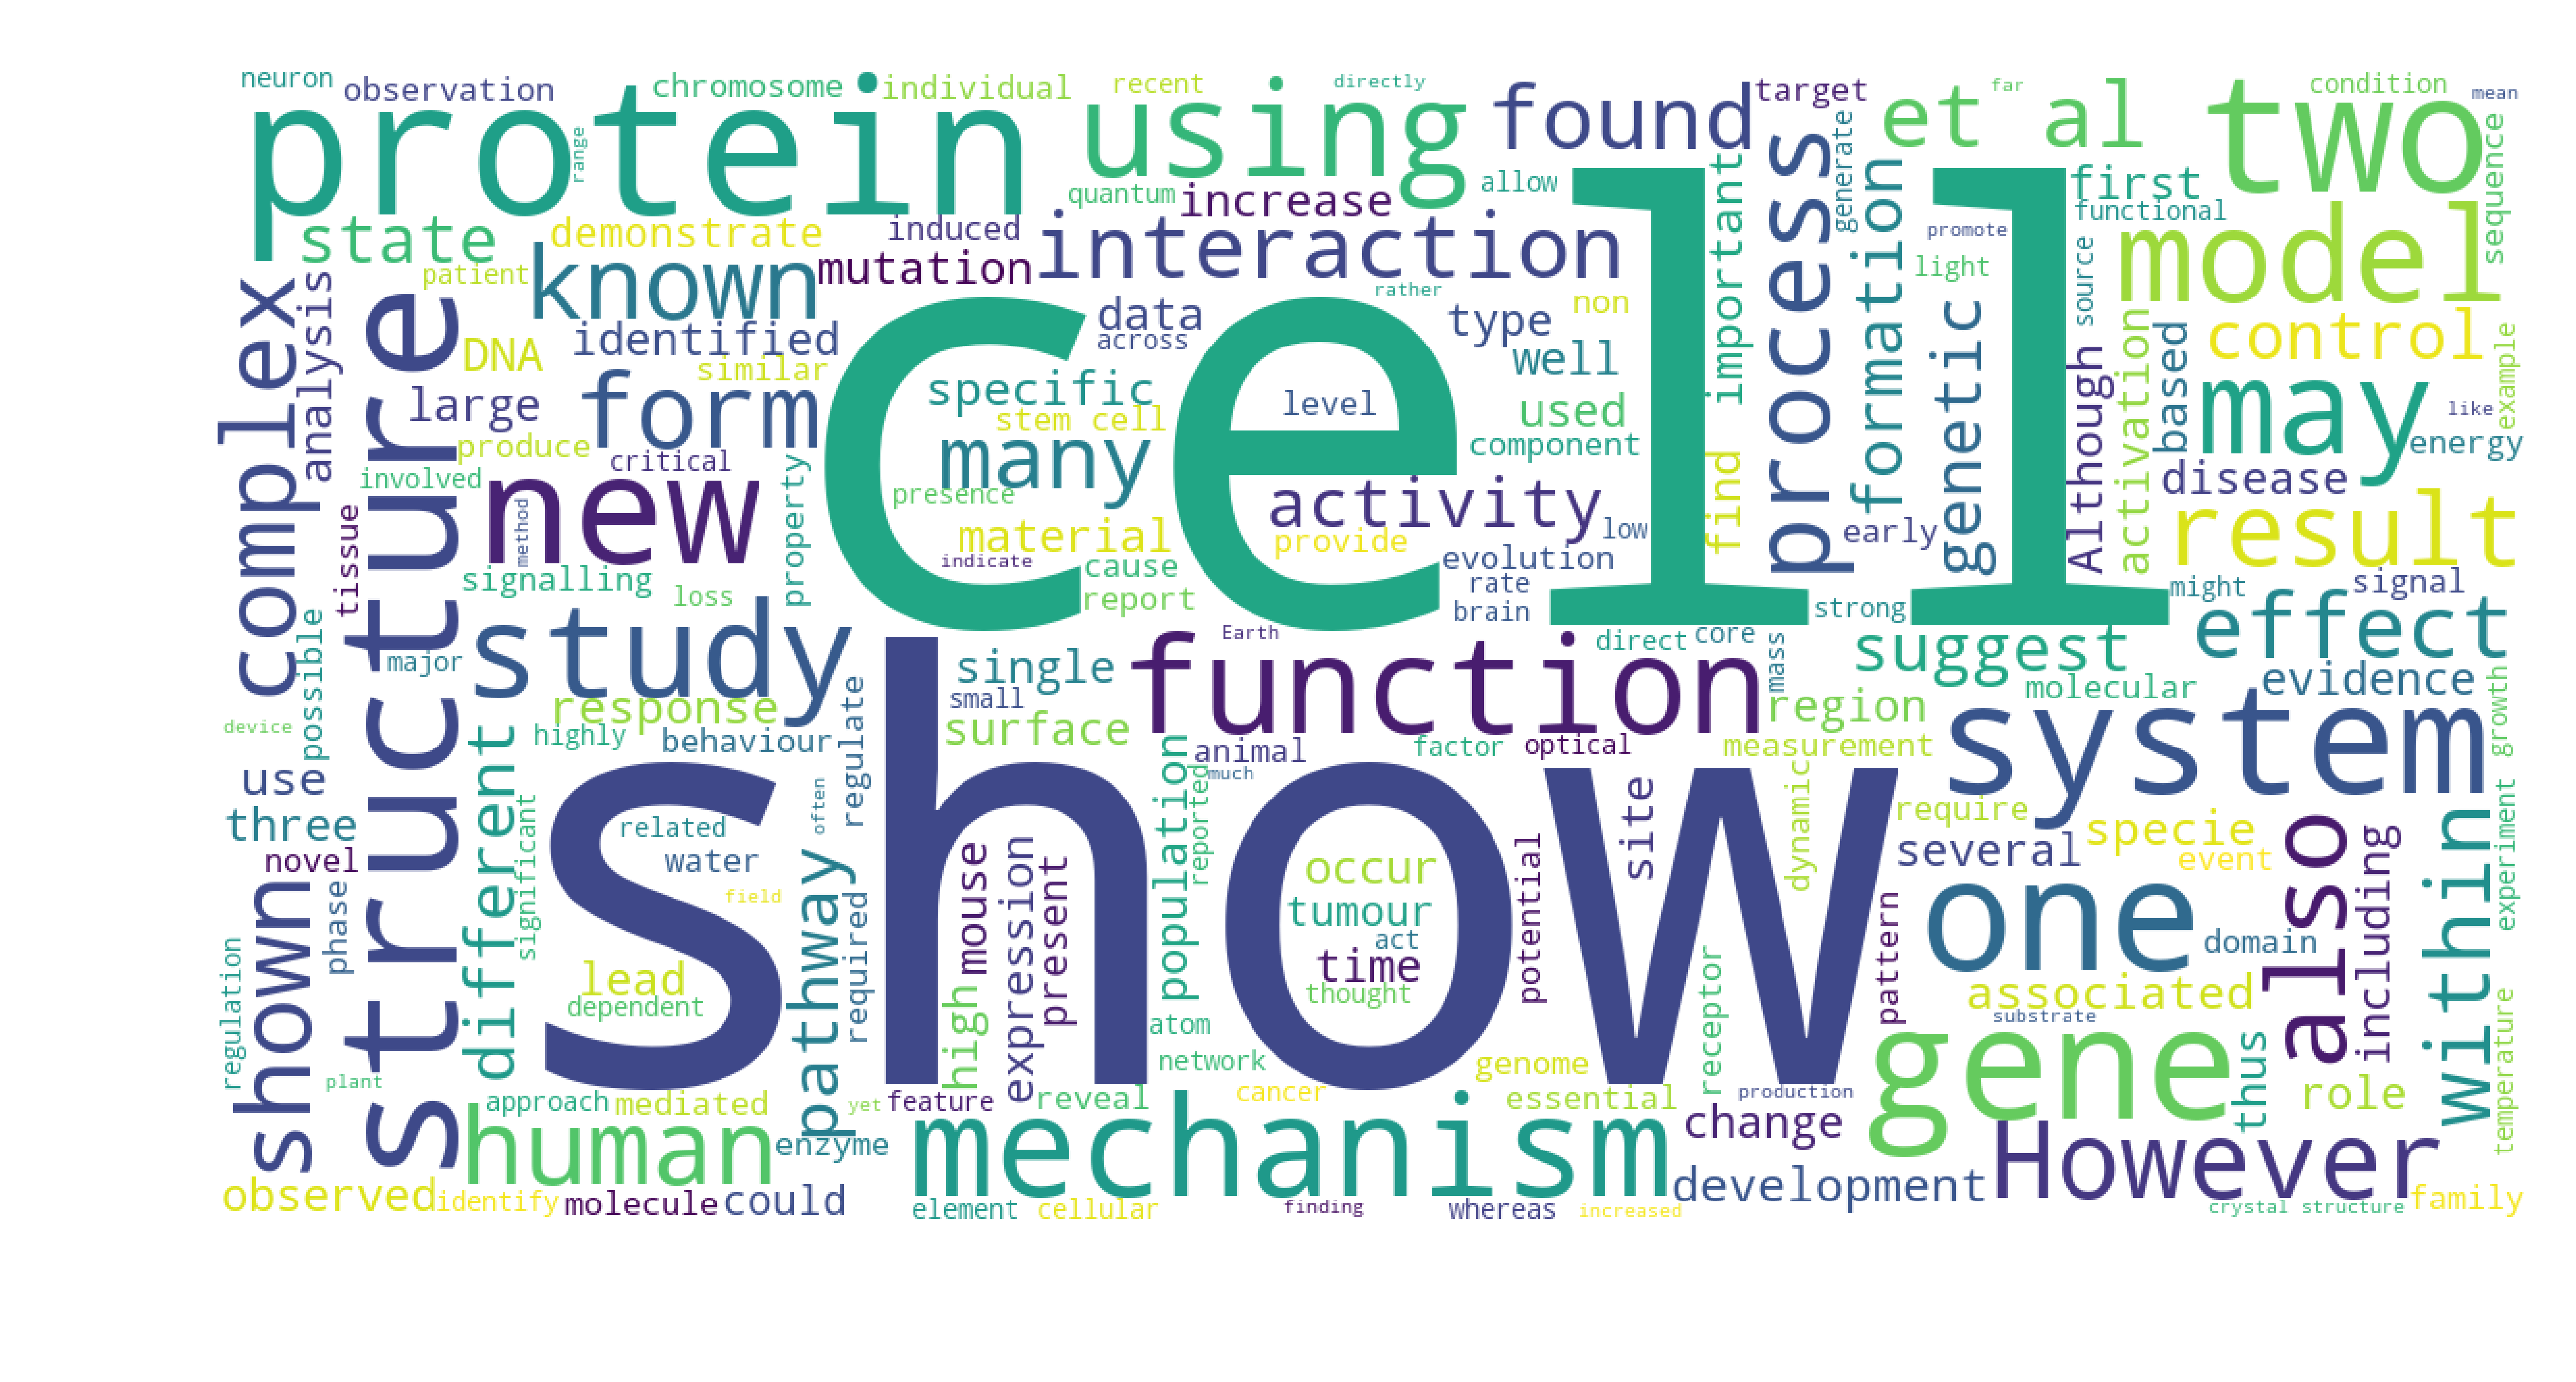 neuron
observation
protein
range
chromosome
individual
recent
directly
using
found
target
et al
far
condition
mean
two
sequence
state
demonstrate
induced
quantum
increase
allow
important
process
generate
formation
first
functional
promote
light
source
model
patient
known
mutation
interaction
rather
cell
complex
analysis
structure
identified
data
across
type
non
well
genetic
Although
activation
based
control
example
DNA
similar
large
form
specific
stem cell
many
level
used
component
may
like
energy
produce
critical
involved
new
property
presence
activity
find
early
disease
result
tissue
method
material
provide
low
indicate
evolution
signalling
loss
cause
report
rate
brain
strong
might
signal
possible
study
Earth
direct
core
mass
suggest
effect
major
single
function
molecular
evidence
growth
response
small
surface
region
system
device
different
highly
behaviour
regulate
animal
much
factor
optical
measurement
use
three
novel
significant
show
related
water
often
population
reported
site
dynamic
require
several
specie
event
also
including
within
experiment
field
pathway
required
mouse
expression
present
high
occur
tumour
act
time
thought
potential
pattern
one
domain
shown
phase
regulation
lead
dependent
atom
network
receptor
associated
substrate
temperature
plant
approach
mediated
yet
feature
reveal
cancer
genome
essential
production
gene
thus
role
human
enzyme
mechanism
change
However
observed
identify
molecule
could
element
cellular
finding
whereas
increased
development
crystal structure
family